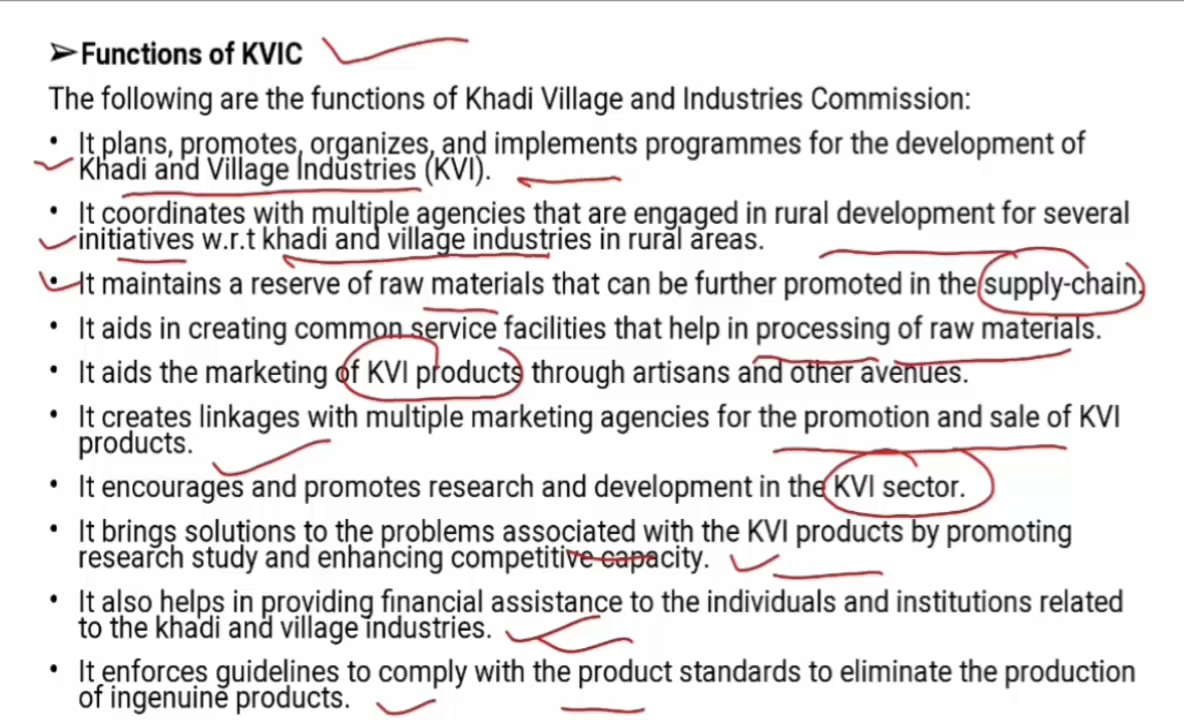 ➢Functions of KVIC
The following are the functions of Khadi Village and Industries Commission:
• It plans, promotes, organizes, and implements programmes for the development of
Khadi and Village Industries (KVI).
• It coordinates with multiple agencies that are engaged in rural development for several
initiatives w.r.t khadi and village industries in rural areas.
• It maintains a reserve of raw materials that can be further promoted in the supply-chain.
• It aids in creating common service facilities that help in processing of raw materials.
• It aids the marketing of KVI products through artisans and other avenues.
• It creates linkages with multiple marketing agencies for the promotion and sale of KVI
products.
• It encourages and promotes research and development in the KVI sector.
• It brings solutions to the problems associated with the KVI products by promoting
research study and enhancing competitive capacity.
• It also helps in providing financial assistance to the individuals and institutions related
to the khadi and village industries.
• It enforces guidelines to comply with the product standards to eliminate the production
of ingenuine products.